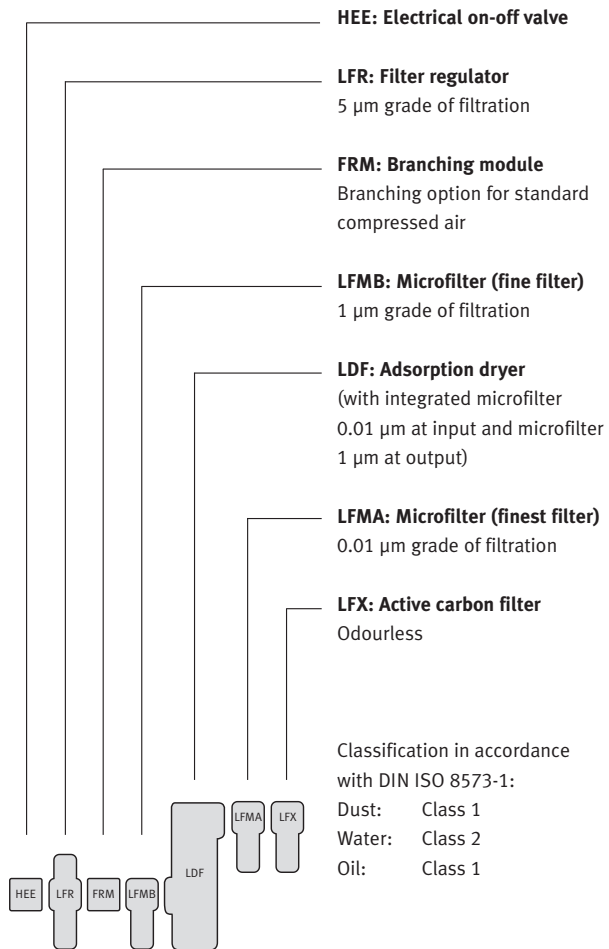 HEE: Electrical on-off valve
LFR: Filter regulator
5 µm grade of filtration
FRM: Branching module
Branching option for standard
compressed air
LFMB: Microfilter (fine filter)
1 µm grade of filtration
LDF: Adsorption dryer
(with integrated microfilter
0.01 µm at input and microfilter
1 µm at output)
LFMA: Microfilter (finest filter)
0.01 µm grade of filtration
LFX: Active carbon filter
Odourless
Classification in accordance
with DIN ISO 8573-1:
Dust: Class 1
Water: Class 2
Oil: Class 1
HEE LFR FRM LFMB LDF LFMA LFX